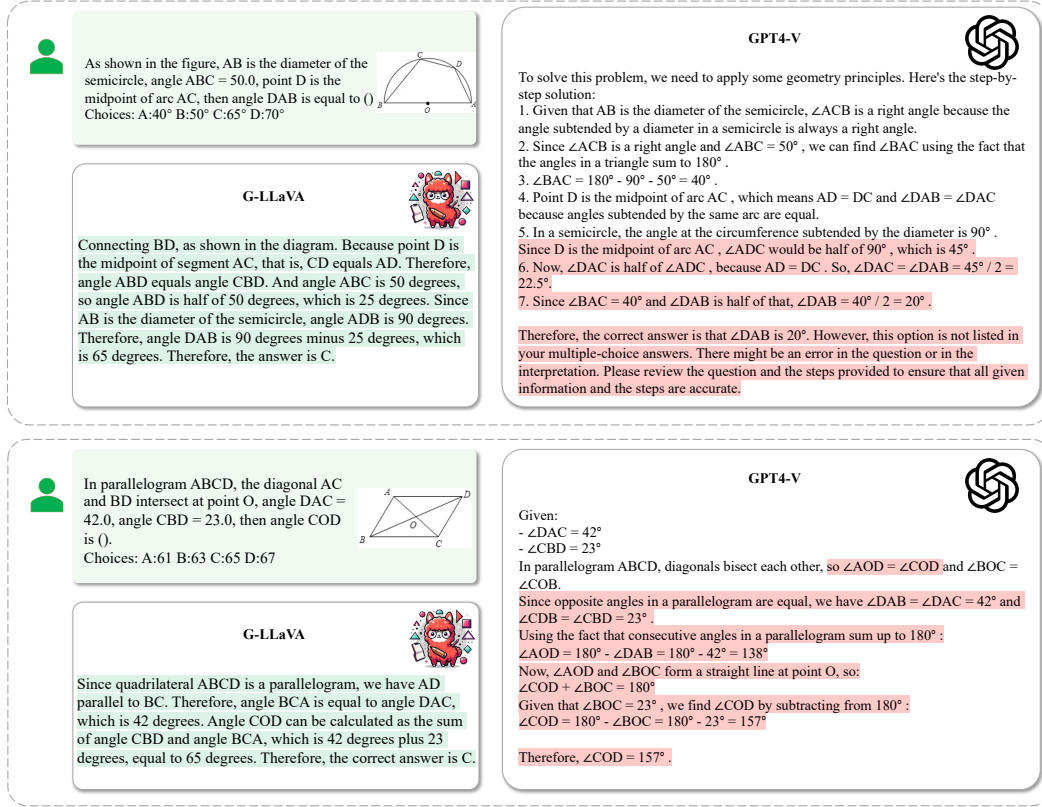 As shown in the figure, AB is the diameter of the
semicircle, angle ABC = 50.0, point D is the
midpoint of arc AC, then angle DAB is equal to ()
Choices: A:40° B:50° C:65° D:70°
C
D
B
O
A
G-LLaVA
Connecting BD, as shown in the diagram. Because point D is
the midpoint of segment AC, that is, CD equals AD. Therefore,
angle ABD equals angle CBD. And angle ABC is 50 degrees,
so angle ABD is half of 50 degrees, which is 25 degrees. Since
AB is the diameter of the semicircle, angle ADB is 90 degrees.
Therefore, angle DAB is 90 degrees minus 25 degrees, which
is 65 degrees. Therefore, the answer is C.
GPT4-V
To solve this problem, we need to apply some geometry principles. Here's the step-by-
step solution:
1. Given that AB is the diameter of the semicircle, ∠ACB is a right angle because the
angle subtended by a diameter in a semicircle is always a right angle.
2. Since ∠ACB is a right angle and ∠ABC = 50° , we can find ∠BAC using the fact that
the angles in a triangle sum to 180° .
3. ∠BAC = 180° - 90° - 50° = 40° .
4. Point D is the midpoint of arc AC , which means AD = DC and ∠DAB = ∠DAC
because angles subtended by the same arc are equal.
5. In a semicircle, the angle at the circumference subtended by the diameter is 90° .
Since D is the midpoint of arc AC , ∠ADC would be half of 90° , which is 45° .
6. Now, ∠DAC is half of ∠ADC , because AD = DC . So, ∠DAC = ∠DAB = 45° / 2 =
22.5°.
7. Since ∠BAC = 40° and ∠DAB is half of that, ∠DAB = 40° / 2 = 20° .
Therefore, the correct answer is that ∠DAB is 20°. However, this option is not listed in
your multiple-choice answers. There might be an error in the question or in the
interpretation. Please review the question and the steps provided to ensure that all given
information and the steps are accurate.
In parallelogram ABCD, the diagonal AC
and BD intersect at point O, angle DAC =
42.0, angle CBD = 23.0, then angle COD
is ().
Choices: A:61 B:63 C:65 D:67
A
D
O
B
C
G-LLaVA
Since quadrilateral ABCD is a parallelogram, we have AD
parallel to BC. Therefore, angle BCA is equal to angle DAC,
which is 42 degrees. Angle COD can be calculated as the sum
of angle CBD and angle BCA, which is 42 degrees plus 23
degrees, equal to 65 degrees. Therefore, the correct answer is C.
GPT4-V
Given:
- ∠DAC = 42°
- ∠CBD = 23°
In parallelogram ABCD, diagonals bisect each other, so ∠AOD = ∠COD and ∠BOC =
∠COB.
Since opposite angles in a parallelogram are equal, we have ∠DAB = ∠DAC = 42° and
∠CDB = ∠CBD = 23° .
Using the fact that consecutive angles in a parallelogram sum up to 180° :
∠AOD = 180° - ∠DAB = 180° - 42° = 138°
Now, ∠AOD and ∠BOC form a straight line at point O, so:
∠COD + ∠BOC = 180°
Given that ∠BOC = 23° , we find ∠COD by subtracting from 180° :
∠COD = 180° - ∠BOC = 180° - 23° = 157°
Therefore, ∠COD = 157° .